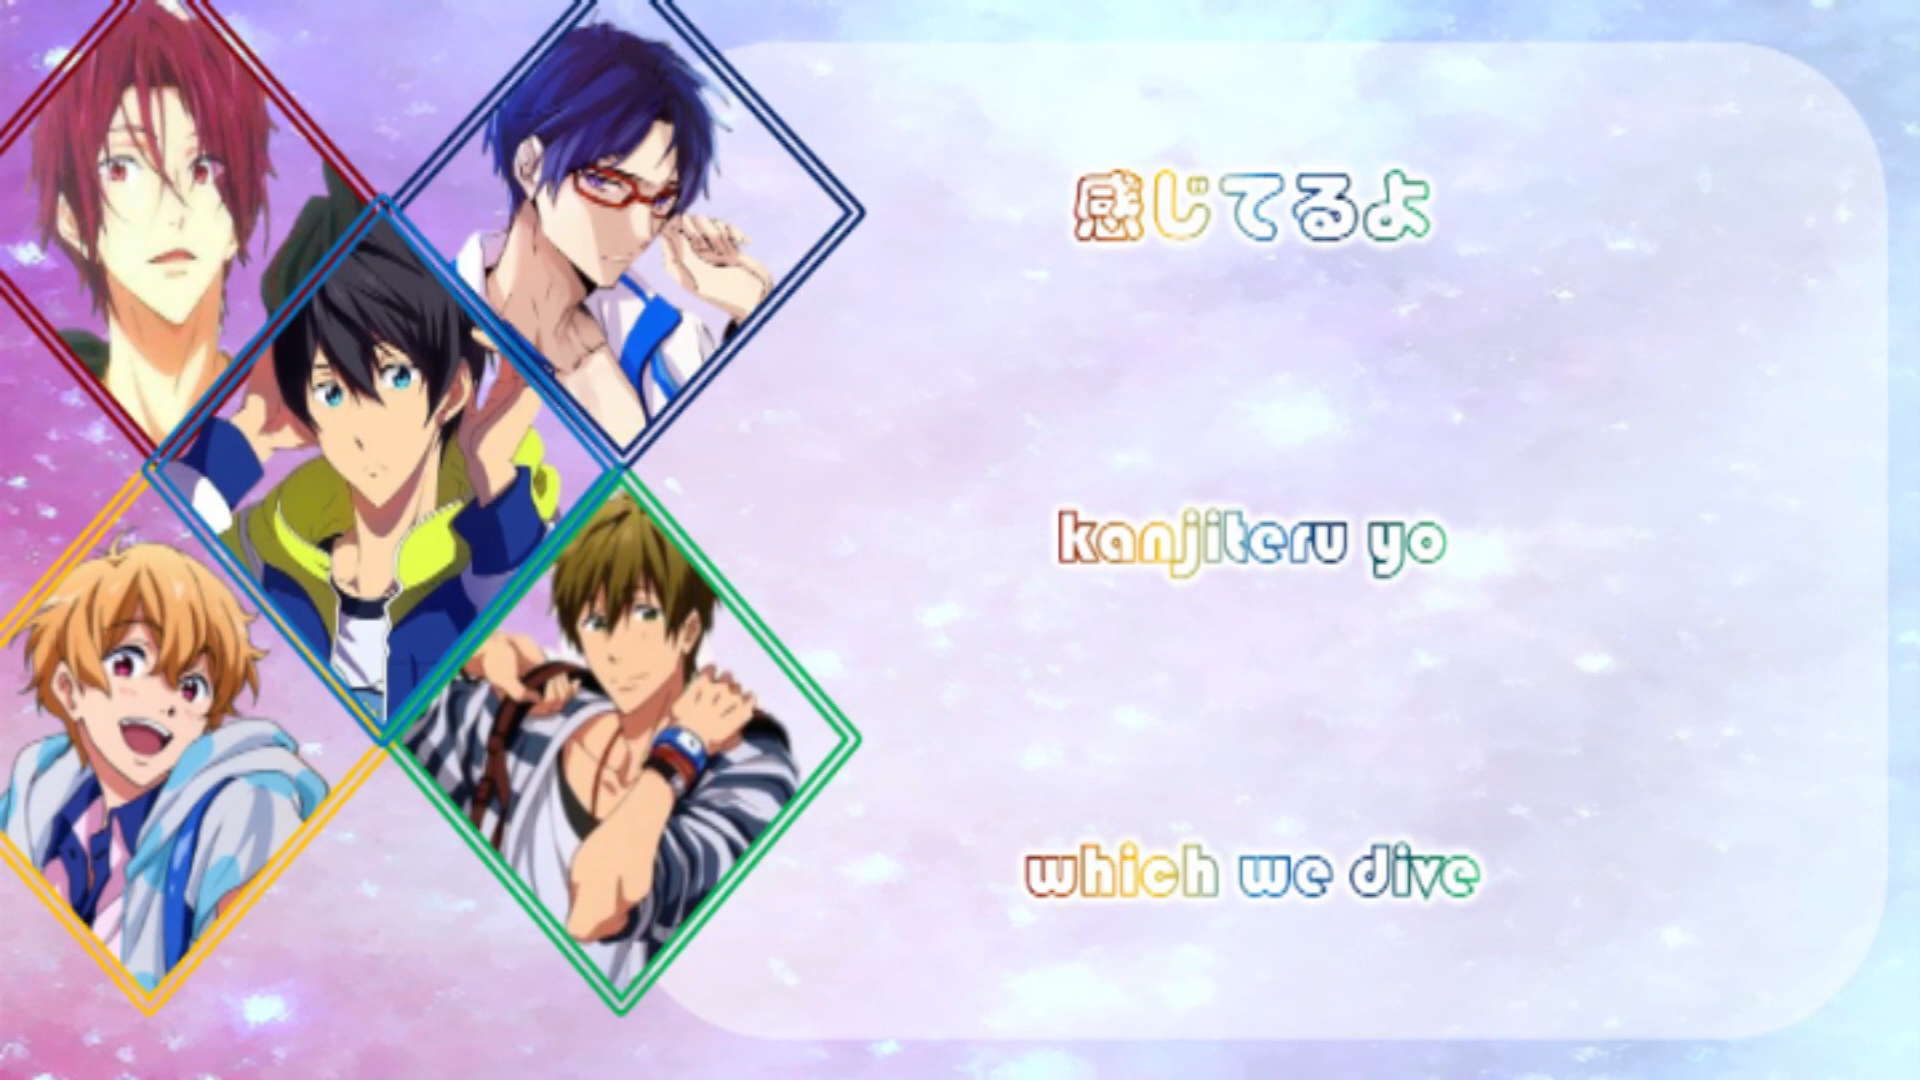 感じてるよ
kanjiteru yo
which we dive